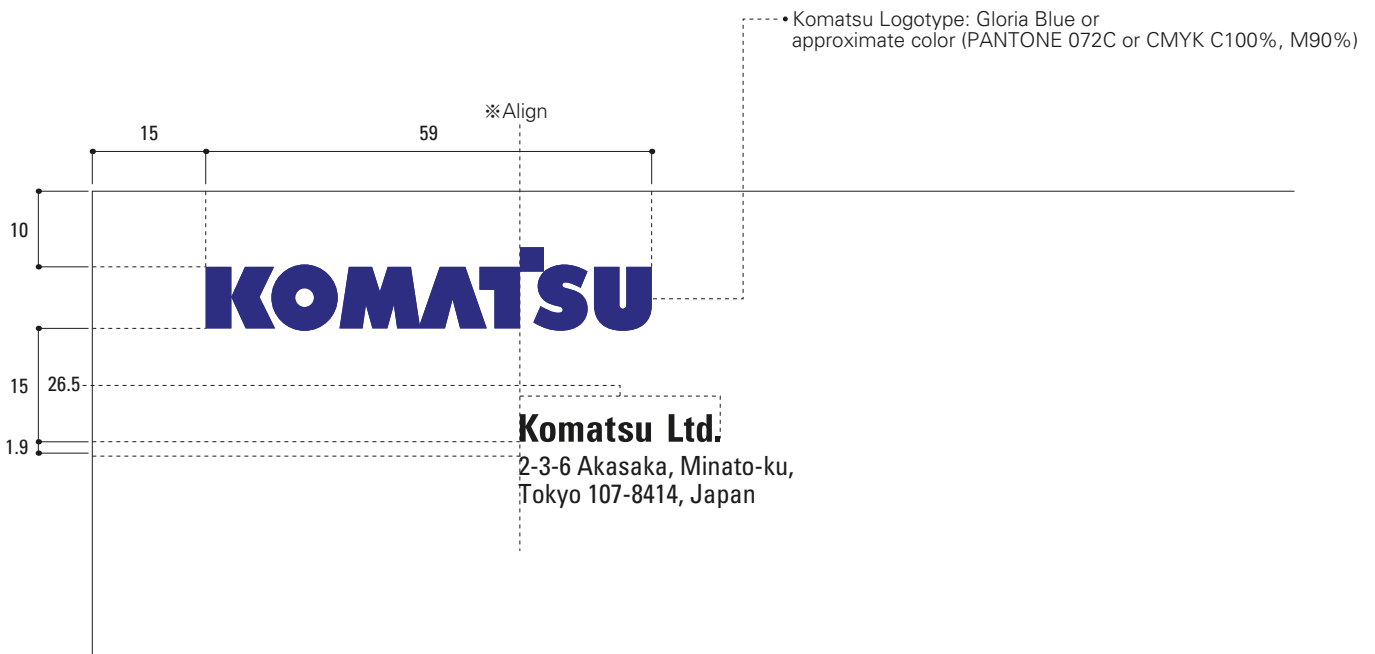 • Komatsu Logotype: Gloria Blue or
approximate color (PANTONE 072C or CMYK C100%, M90%)
※Align
15
59
10
KOMATSU
15
26.5
Komatsu Ltd.
1.9
2-3-6 Akasaka, Minato-ku,
Tokyo 107-8414, Japan